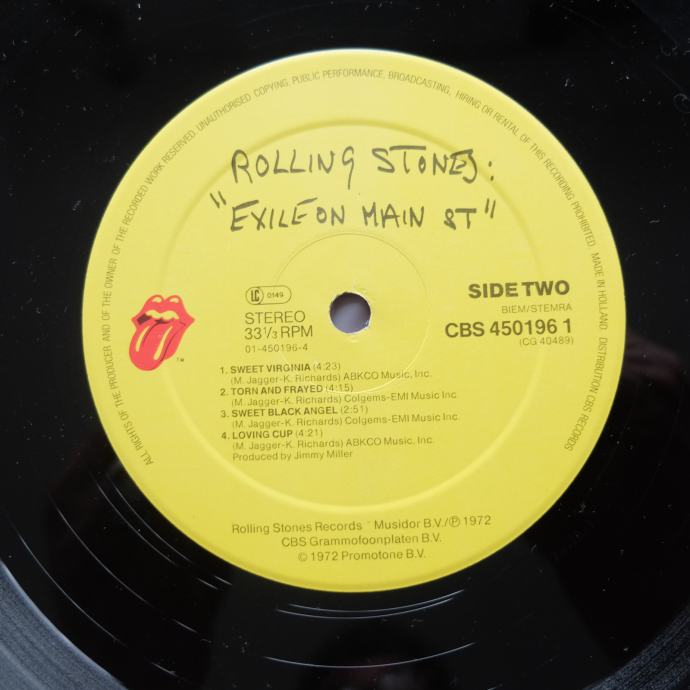 ALL RIGHTS OF THE PRODUCER AND OF THE OWNER OF THE RECORDED WORK RESERVED. UNAUTHORISED COPYING, PUBLIC PERFORMANCE, BROADCASTING, HIRING OR RENTAL OF THIS RECORDING PROHIBITED. MADE IN HOLLAND DISTRIBUTION CBS RECORDS
ROLLING STONES:
"EXILE ON MAIN ST"
LC 0149
STEREO
33⅓ RPM
01-450196-4
SIDE TWO
BIEM/STEMRA
CBS 450196 1
(CG 40489)
TM
1. SWEET VIRGINIA (4:23)
(M. Jagger-K. Richards) ABKCO Music, Inc.
2. TORN AND FRAYED (4:15)
(M. Jagger-K. Richards) Colgems-EMI Music Inc.
3. SWEET BLACK ANGEL (2:51)
(M. Jagger-K. Richards) Colgems-EMI Music Inc.
4. LOVING CUP (4:21)
(M. Jagger-K. Richards) ABKCO Music, Inc.
Produced by Jimmy Miller
Rolling Stones Records ¨ Musidor B.V./℗ 1972
CBS Grammofoonplaten B.V.
© 1972 Promotone B.V.